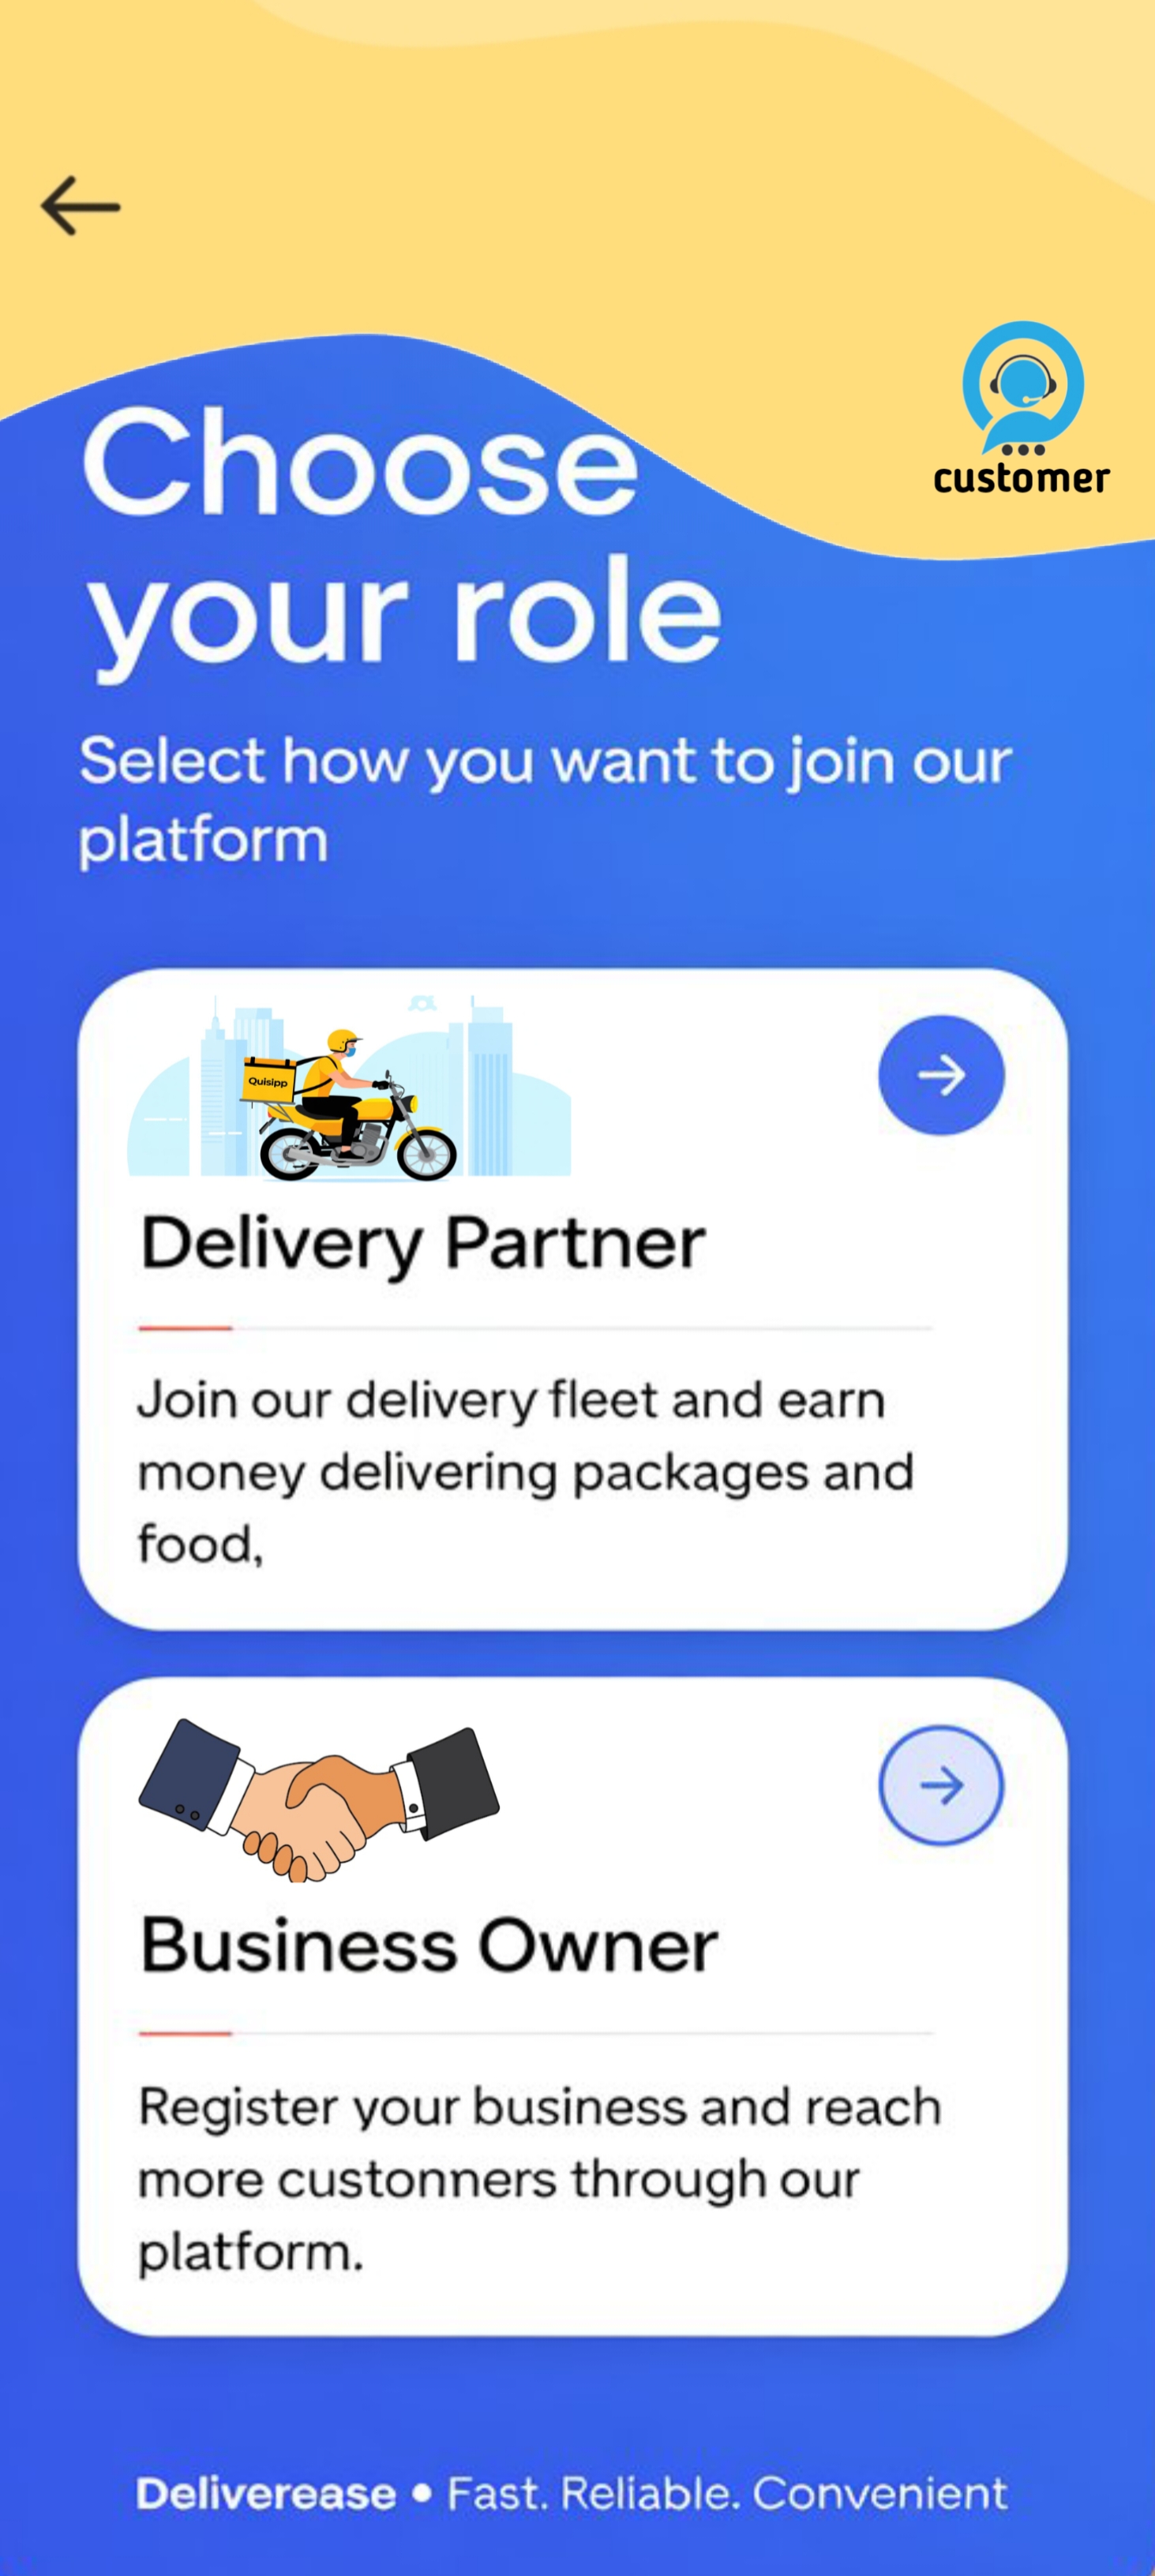 customer
Choose
your role
Select how you want to join our
platform
Quisipp
Delivery Partner
Join our delivery fleet and earn
money delivering packages and
food,
Business Owner
Register your business and reach
more custonners through our
platform.
Deliverease • Fast. Reliable. Convenient